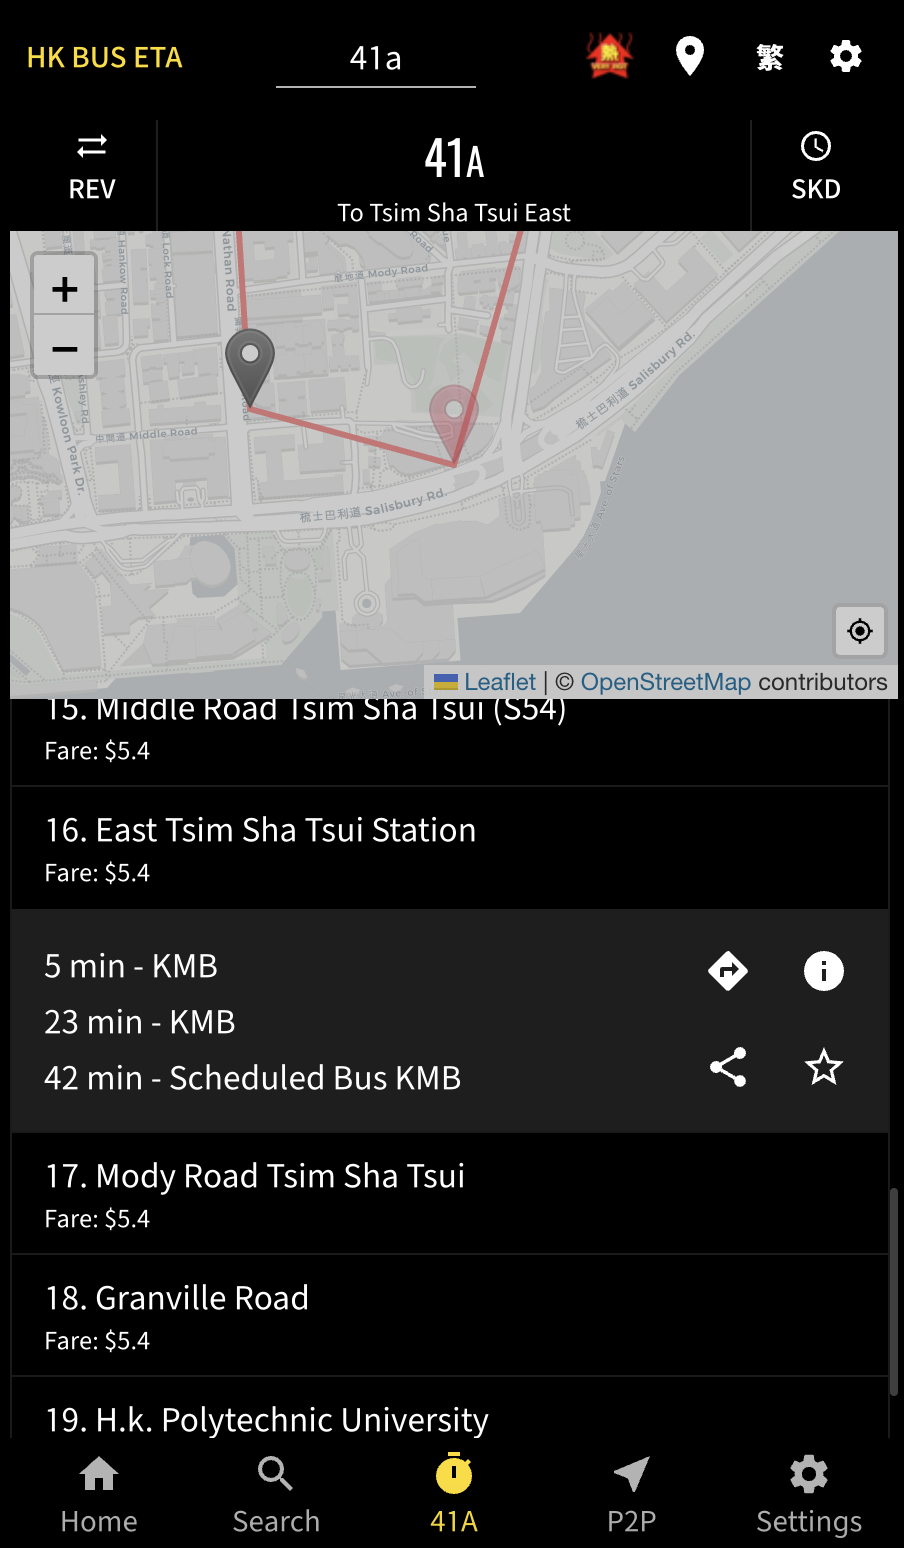 HK BUS ETA
41a
熱
VERY HOT
繁
REV
41A
To Tsim Sha Tsui East
SKD
+
−
Hankow Road
Lock Road
Nathan Road
麼地道 Mody Road
Road
Kowloon Park Dr.
中間道 Middle Road
梳士巴利道 Salisbury Rd.
梳士巴利道 Salisbury Rd.
Leaflet | © OpenStreetMap contributors
15. Middle Road Tsim Sha Tsui (S54)
Fare: $5.4
16. East Tsim Sha Tsui Station
Fare: $5.4
5 min - KMB
23 min - KMB
42 min - Scheduled Bus KMB
17. Mody Road Tsim Sha Tsui
Fare: $5.4
18. Granville Road
Fare: $5.4
19. H.k. Polytechnic University
Home
Search
41A
P2P
Settings